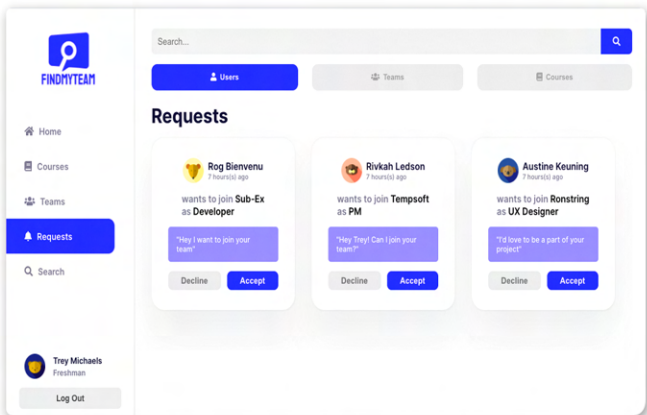 FINDMYTEAM
Home
Courses
Teams
Requests
Search
Trey Michaels
Freshman
Log Out
Search...
Users
Teams
Courses
Requests
Rog Bienvenu
7 hours(s) ago
wants to join Sub-Ex
as Developer
"Hey I want to join your
team"
Decline
Accept
Rivkah Ledson
7 hours(s) ago
wants to join Tempsoft
as PM
"Hey Trey! Can I join your
team?"
Decline
Accept
Austine Keuning
7 hours(s) ago
wants to join Ronstring
as UX Designer
"I'd love to be a part of your
project"
Decline
Accept